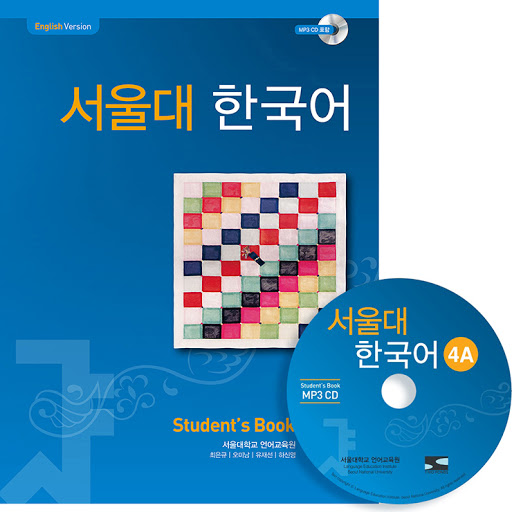 English Version
MP3 CD 포함
서울대 한국어
Student's Book
서울대학교 언어교육원
최은규 | 오미남 | 유재선 | 하신영
서울대
한국어 4A
Student's Book
MP3 CD
서울대학교 언어교육원
Language Education Institute
Seoul National University